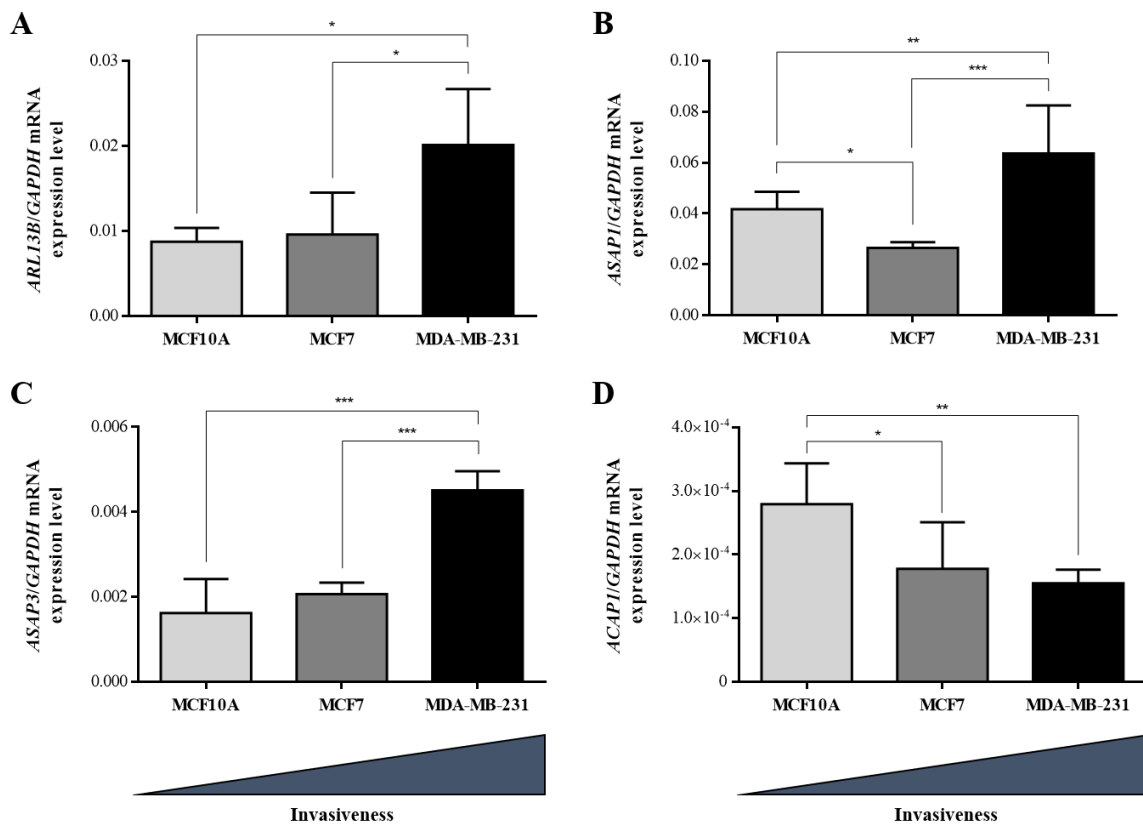 A
ARL13B/GAPDH mRNA
expression level
0.03
0.02
0.01
0.00
*
*
MCF10A
MCF7
MDA-MB-231
B
ASAP1/GAPDH mRNA
expression level
0.10
0.08
0.06
0.04
0.02
0.00
**
***
*
MCF10A
MCF7
MDA-MB-231
C
ASAP3/GAPDH mRNA
expression level
0.006
0.004
0.002
0.000
***
***
MCF10A
MCF7
MDA-MB-231
Invasiveness
D
ACAP1/GAPDH mRNA
expression level
4.0×10⁻⁴
3.0×10⁻⁴
2.0×10⁻⁴
1.0×10⁻⁴
0
**
*
MCF10A
MCF7
MDA-MB-231
Invasiveness